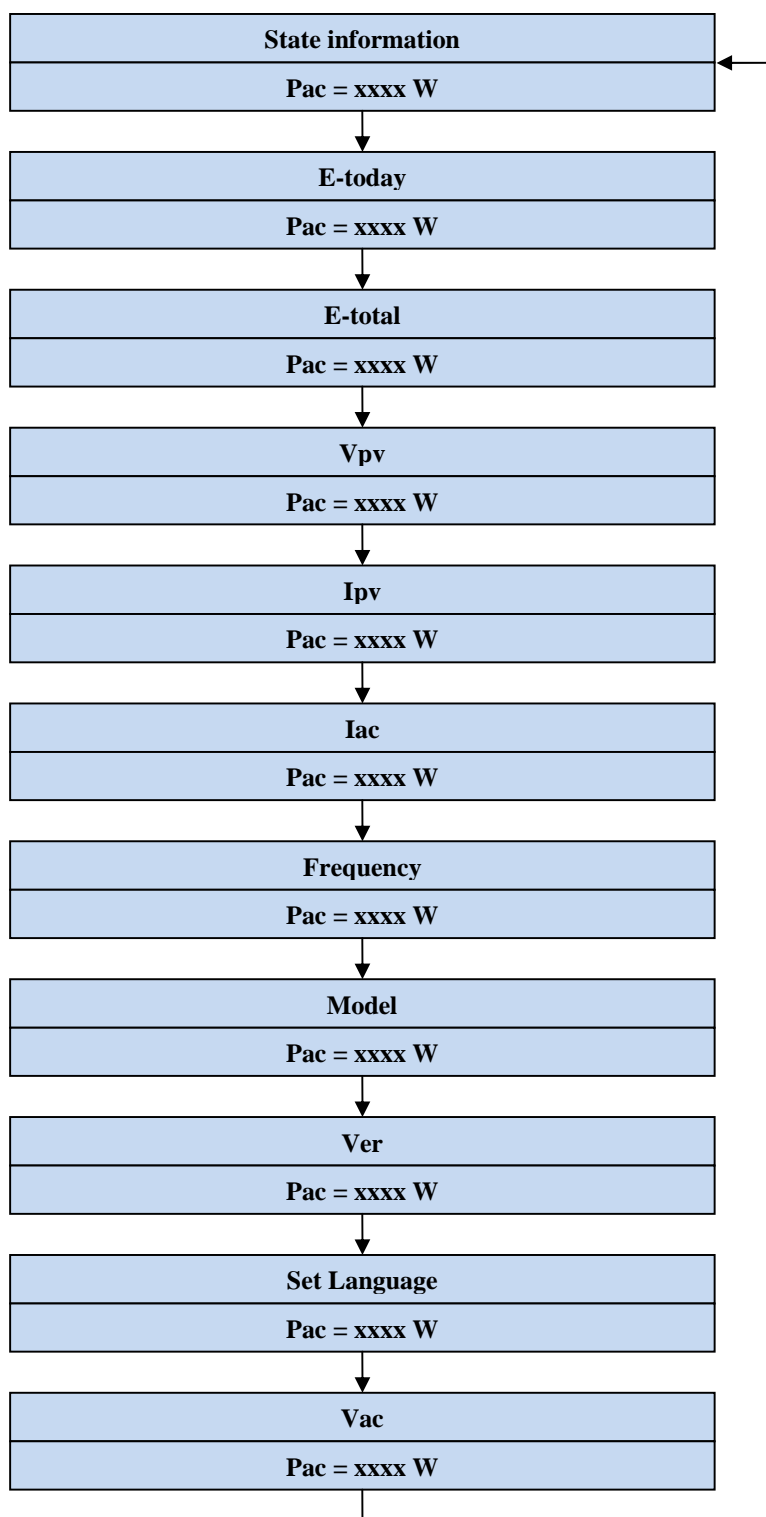 State information
Pac = xxxx W
E-today
Pac = xxxx W
E-total
Pac = xxxx W
Vpv
Pac = xxxx W
Ipv
Pac = xxxx W
Iac
Pac = xxxx W
Frequency
Pac = xxxx W
Model
Pac = xxxx W
Ver
Pac = xxxx W
Set Language
Pac = xxxx W
Vac
Pac = xxxx W